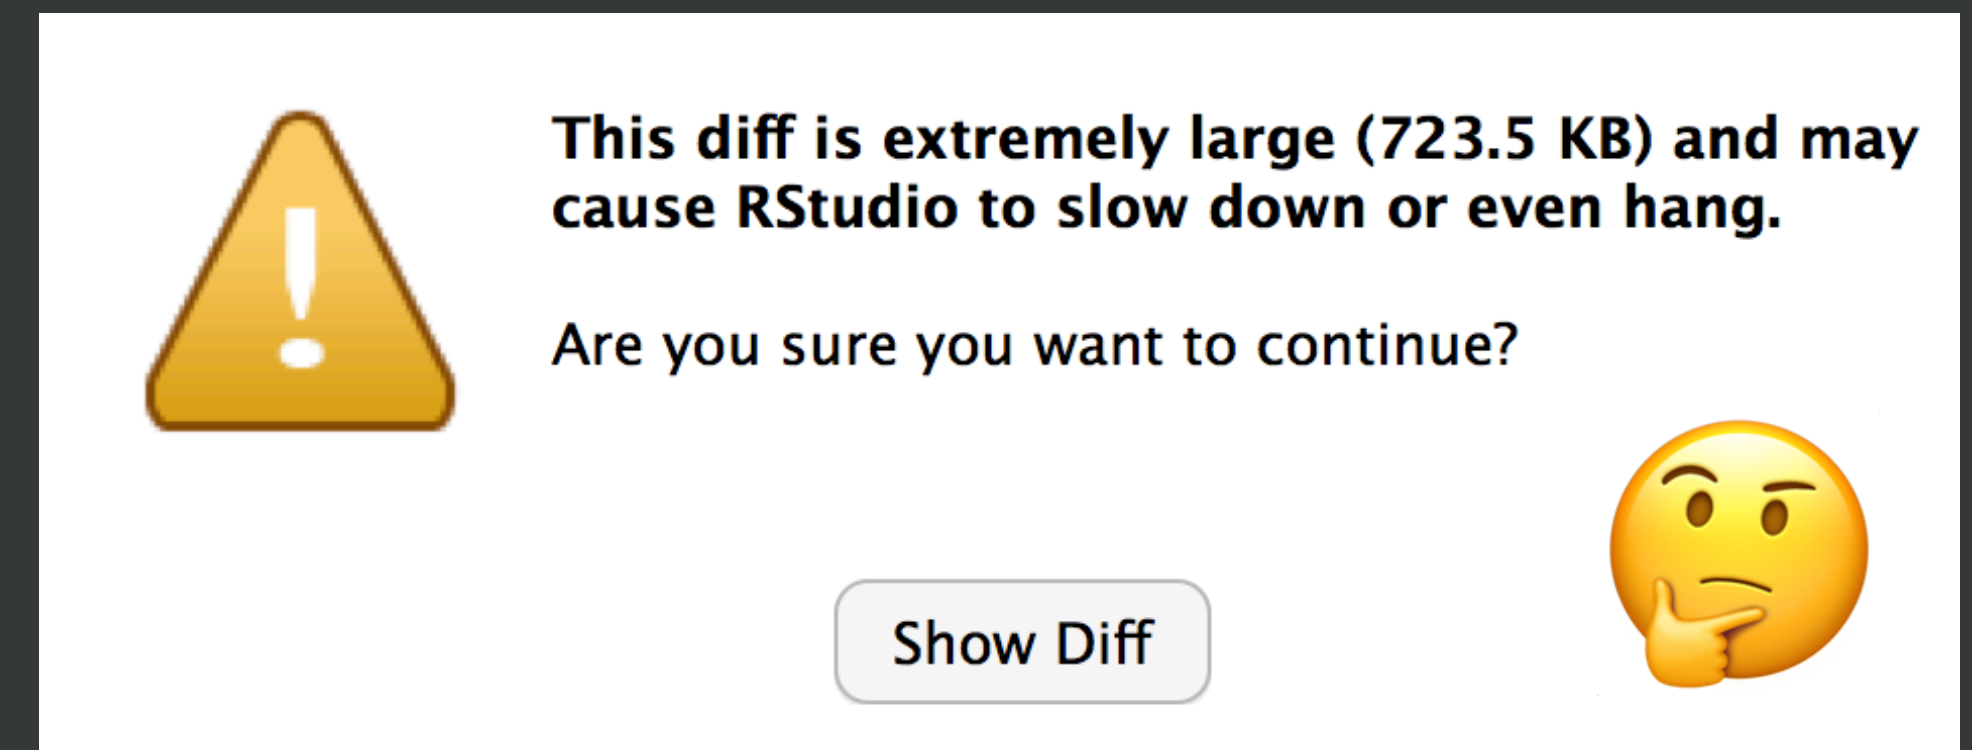 This diff is extremely large (723.5 KB) and may
cause RStudio to slow down or even hang.
Are you sure you want to continue?
Show Diff